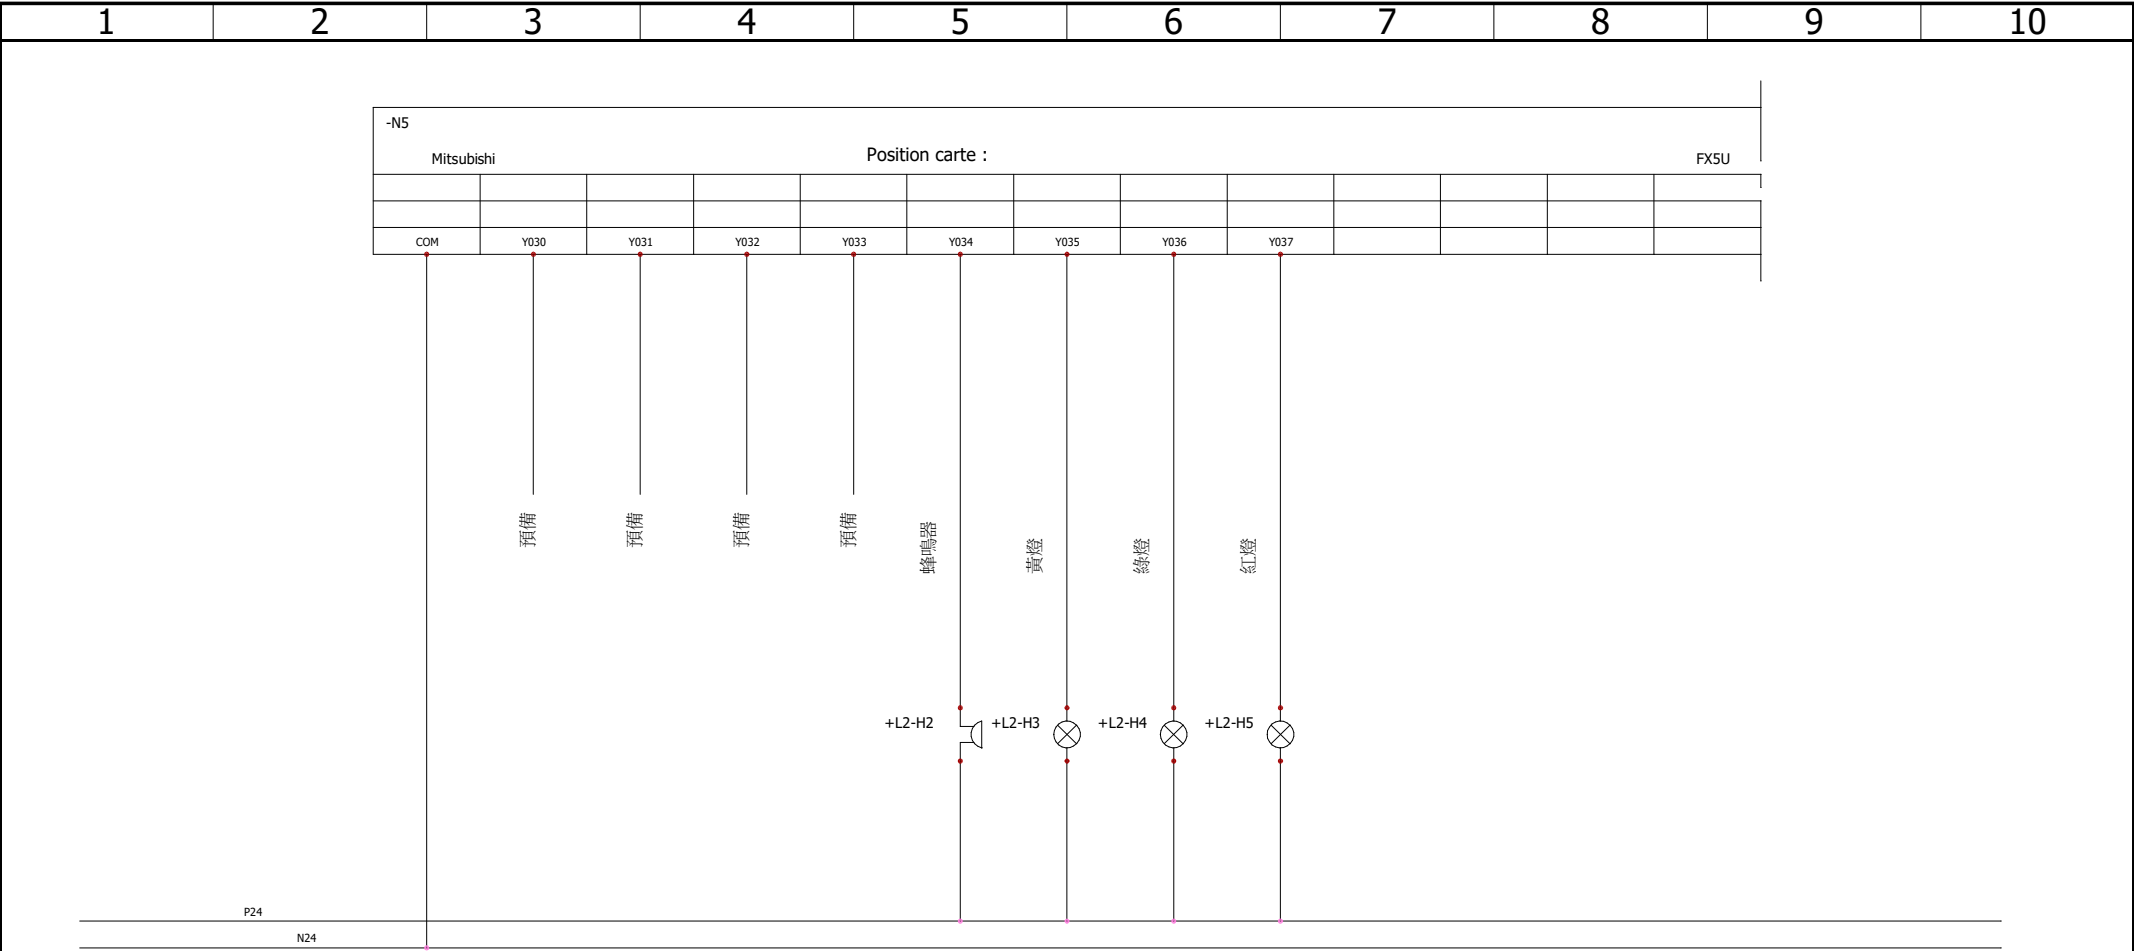 1 2 3 4 5 6 7 8 9 10
-N5
Mitsubishi Position carte : FX5U
COM Y030 Y031 Y032 Y033 Y034 Y035 Y036 Y037
預備 預備 預備 預備 蜂鳴器 黃燈 綠燈 紅燈
+L2-H2 +L2-H3 +L2-H4 +L2-H5
P24
N24